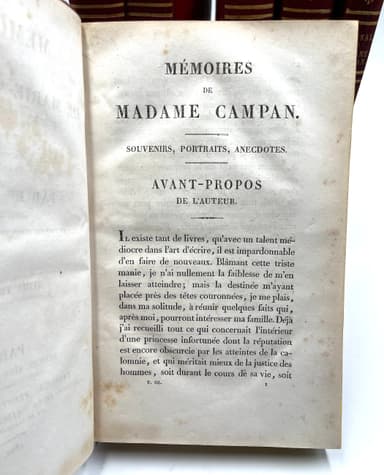 MÉMOIRES
DE
MADAME CAMPAN.
SOUVENIRS, PORTRAITS, ANECDOTES.
AVANT-PROPOS
DE L'AUTEUR.
IL existe tant de livres, qu'avec un talent mé-
diocre dans l'art d'écrire, il est impardonnable
d'en faire de nouveaux. Blâmant cette triste
manie, je n'ai nullement la faiblesse de m'en
laisser atteindre; mais la destinée m'ayant
placée près des têtes couronnées, je me plais,
dans ma solitude, à réunir quelques faits qui,
après moi, pourront intéresser ma famille. Déjà
j'ai recueilli tout ce qui concernait l'intérieur
d'une princesse infortunée dont la réputation
est encore obscurcie par les atteintes de la ca-
lomnie, et qui méritait mieux de la justice des
hommes, soit durant le cours de sa vie, soit